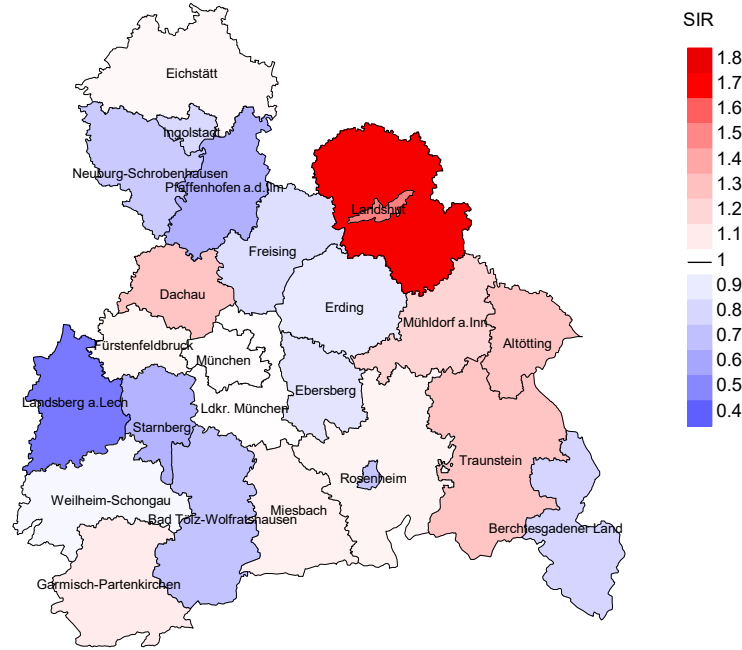 SIR
Eichstätt
Ingolstadt
Neuburg-Schrobenhausen
Pfaffenhofen a.d.Ilm
Landshut
Freising
Dachau
Erding
Mühldorf a.Inn
Altötting
Fürstenfeldbruck
München
Landsberg a.Lech
Starnberg
Ldkr. München
Ebersberg
Traunstein
Rosenheim
Weilheim-Schongau
Bad Tölz-Wolfratshausen
Miesbach
Berchtesgadener Land
Garmisch-Partenkirchen
1.8
1.7
1.6
1.5
1.4
1.3
1.2
1.1
1
0.9
0.8
0.7
0.6
0.5
0.4